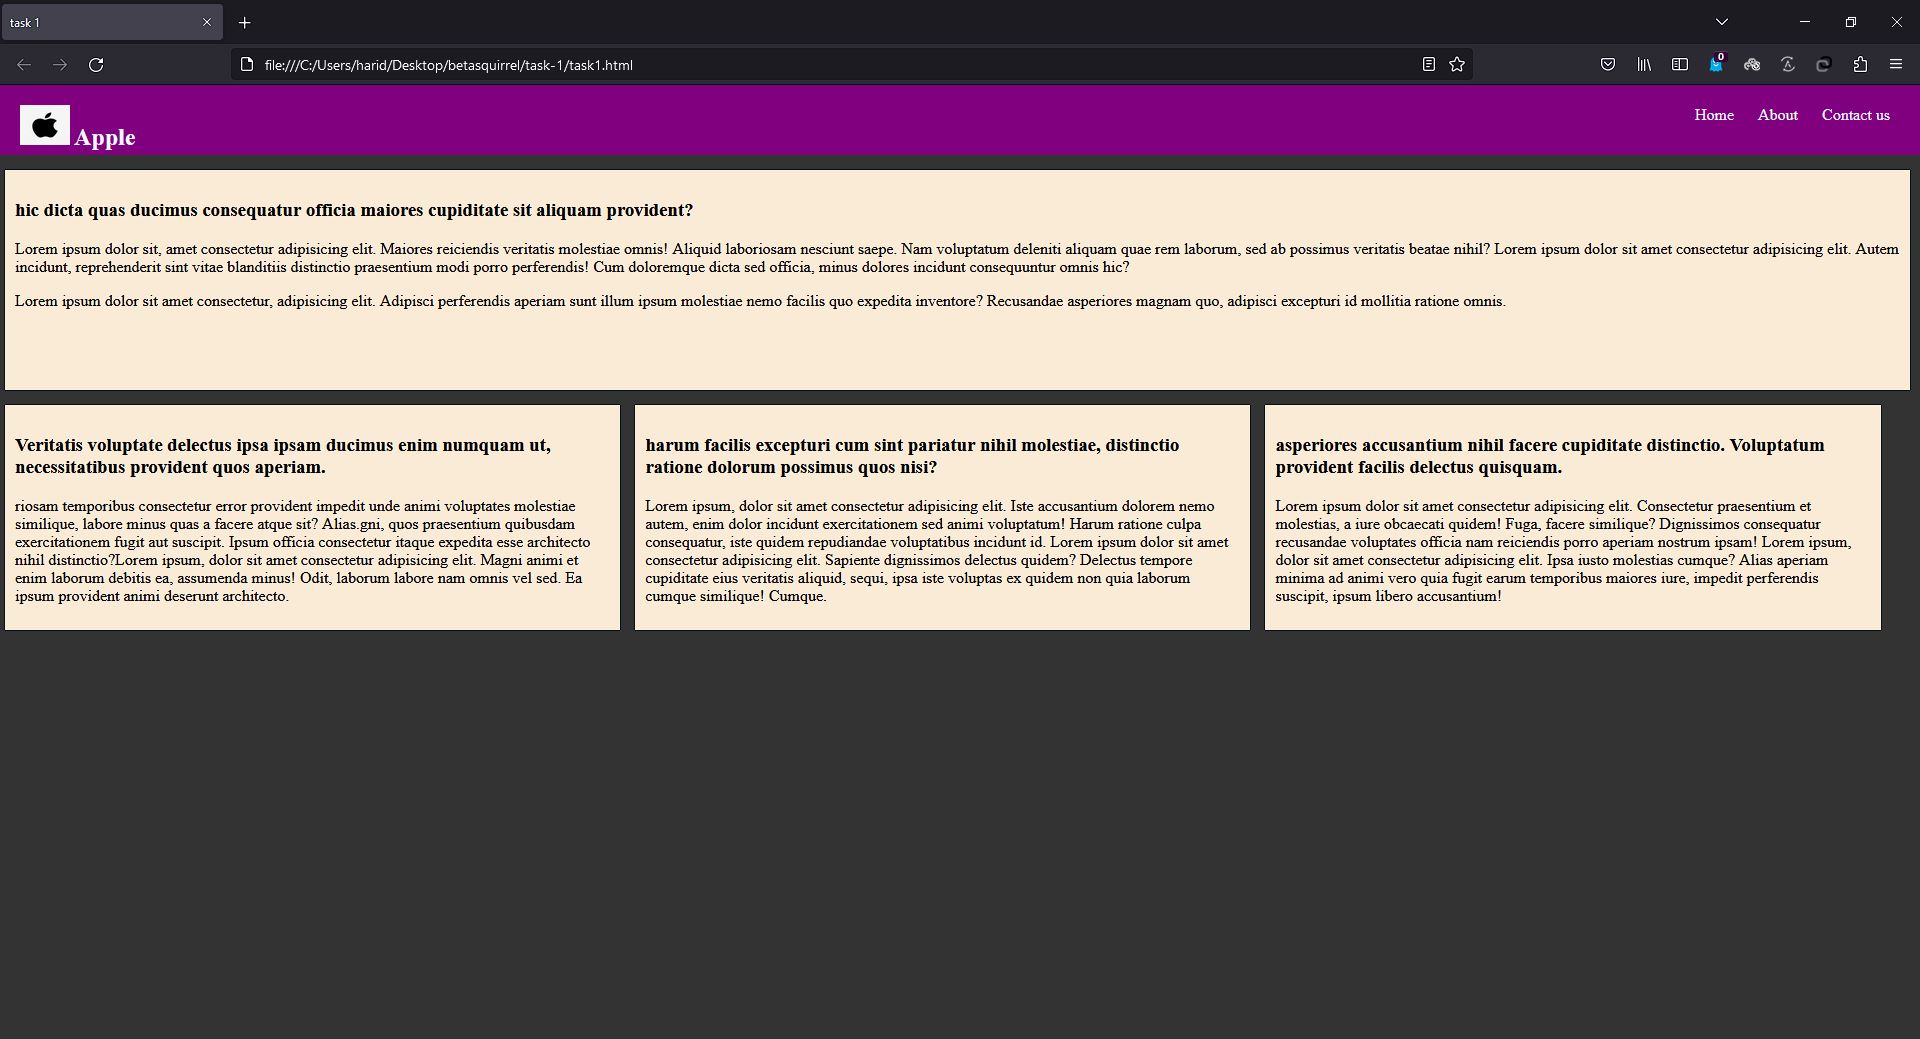 task 1
file:///C:/Users/harid/Desktop/betasquirrel/task-1/task1.html
0
Apple
Home About Contact us
hic dicta quas ducimus consequatur officia maiores cupiditate sit aliquam provident?
Lorem ipsum dolor sit, amet consectetur adipisicing elit. Maiores reiciendis veritatis molestiae omnis! Aliquid laboriosam nesciunt saepe. Nam voluptatum deleniti aliquam quae rem laborum, sed ab possimus veritatis beatae nihil? Lorem ipsum dolor sit amet consectetur adipisicing elit. Autem
incidunt, reprehenderit sint vitae blanditiis distinctio praesentium modi porro perferendis! Cum doloremque dicta sed officia, minus dolores incidunt consequuntur omnis hic?
Lorem ipsum dolor sit amet consectetur, adipisicing elit. Adipisci perferendis aperiam sunt illum ipsum molestiae nemo facilis quo expedita inventore? Recusandae asperiores magnam quo, adipisci excepturi id mollitia ratione omnis.
Veritatis voluptate delectus ipsa ipsam ducimus enim numquam ut,
necessitatibus provident quos aperiam.
riosam temporibus consectetur error provident impedit unde animi voluptates molestiae
similique, labore minus quas a facere atque sit? Alias.gni, quos praesentium quibusdam
exercitationem fugit aut suscipit. Ipsum officia consectetur itaque expedita esse architecto
nihil distinctio?Lorem ipsum, dolor sit amet consectetur adipisicing elit. Magni animi et
enim laborum debitis ea, assumenda minus! Odit, laborum labore nam omnis vel sed. Ea
ipsum provident animi deserunt architecto.
harum facilis excepturi cum sint pariatur nihil molestiae, distinctio
ratione dolorum possimus quos nisi?
Lorem ipsum, dolor sit amet consectetur adipisicing elit. Iste accusantium dolorem nemo
autem, enim dolor incidunt exercitationem sed animi voluptatum! Harum ratione culpa
consequatur, iste quidem repudiandae voluptatibus incidunt id. Lorem ipsum dolor sit amet
consectetur adipisicing elit. Sapiente dignissimos delectus quidem? Delectus tempore
cupiditate eius veritatis aliquid, sequi, ipsa iste voluptas ex quidem non quia laborum
cumque similique! Cumque.
asperiores accusantium nihil facere cupiditate distinctio. Voluptatum
provident facilis delectus quisquam.
Lorem ipsum dolor sit amet consectetur adipisicing elit. Consectetur praesentium et
molestias, a iure obcaecati quidem! Fuga, facere similique? Dignissimos consequatur
recusandae voluptates officia nam reiciendis porro aperiam nostrum ipsam! Lorem ipsum,
dolor sit amet consectetur adipisicing elit. Ipsa iusto molestias cumque? Alias aperiam
minima ad animi vero quia fugit earum temporibus maiores iure, impedit perferendis
suscipit, ipsum libero accusantium!